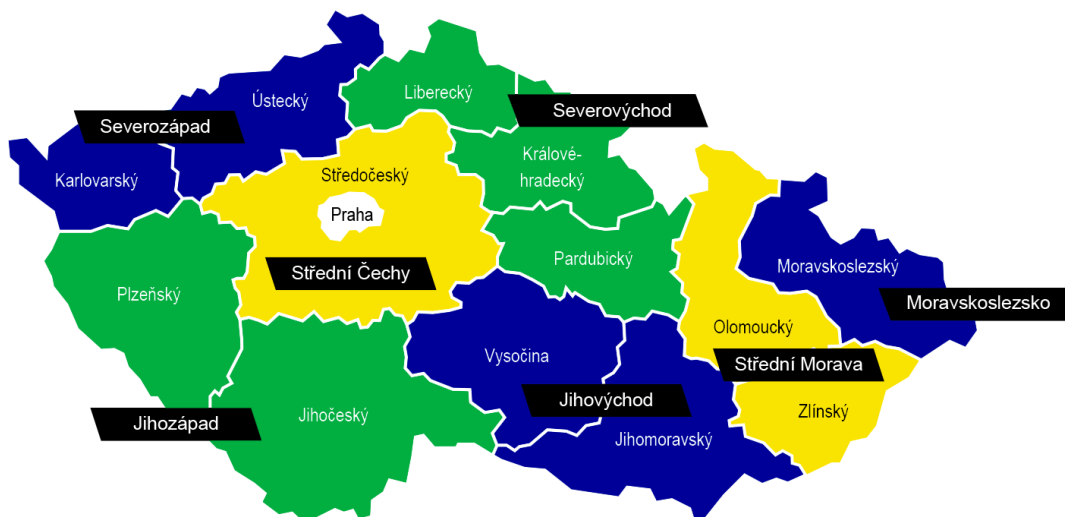 Liberecký
Ústecký
Severovýchod
Severozápad
Králové-
hradecký
Středočeský
Karlovarský
Praha
Pardubický
Moravskoslezský
Střední Čechy
Plzeňský
Moravskoslezsko
Olomoucký
Vysočina
Střední Morava
Jihovýchod
Zlínský
Jihočeský
Jihozápad
Jihomoravský